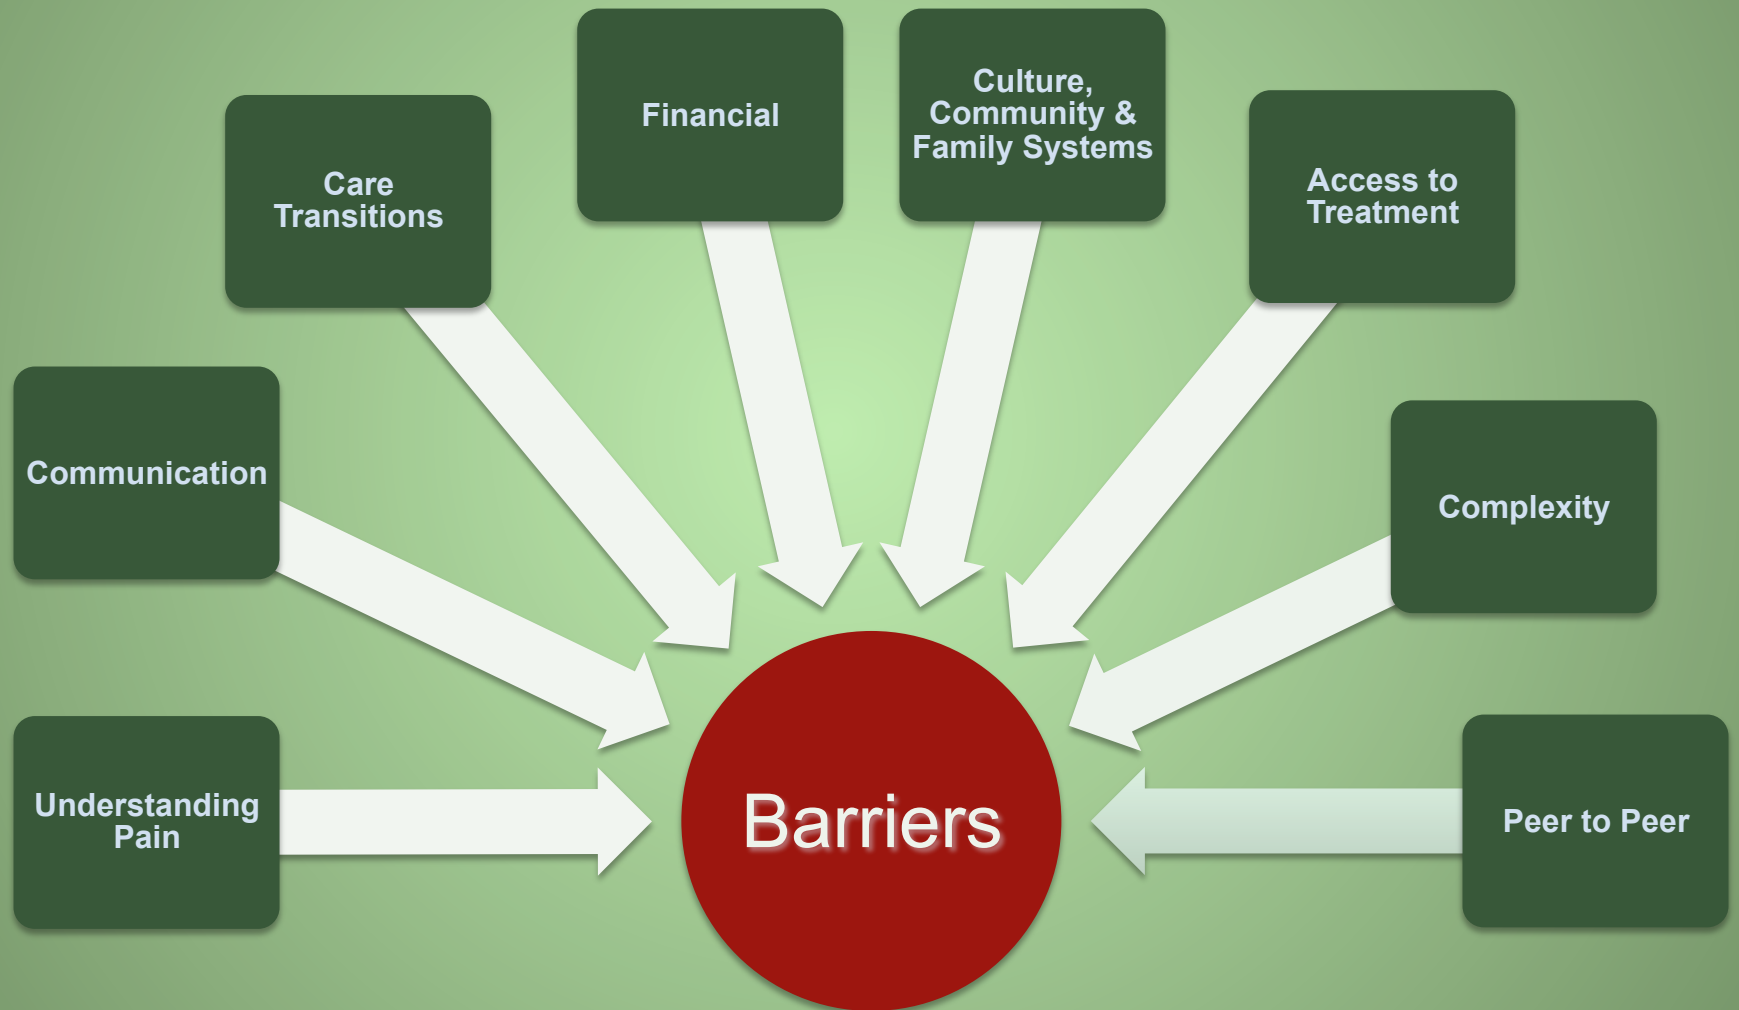 Financial
Culture,
Community &
Family Systems
Care
Transitions
Access to
Treatment
Communication
Complexity
Understanding
Pain
Barriers
Peer to Peer